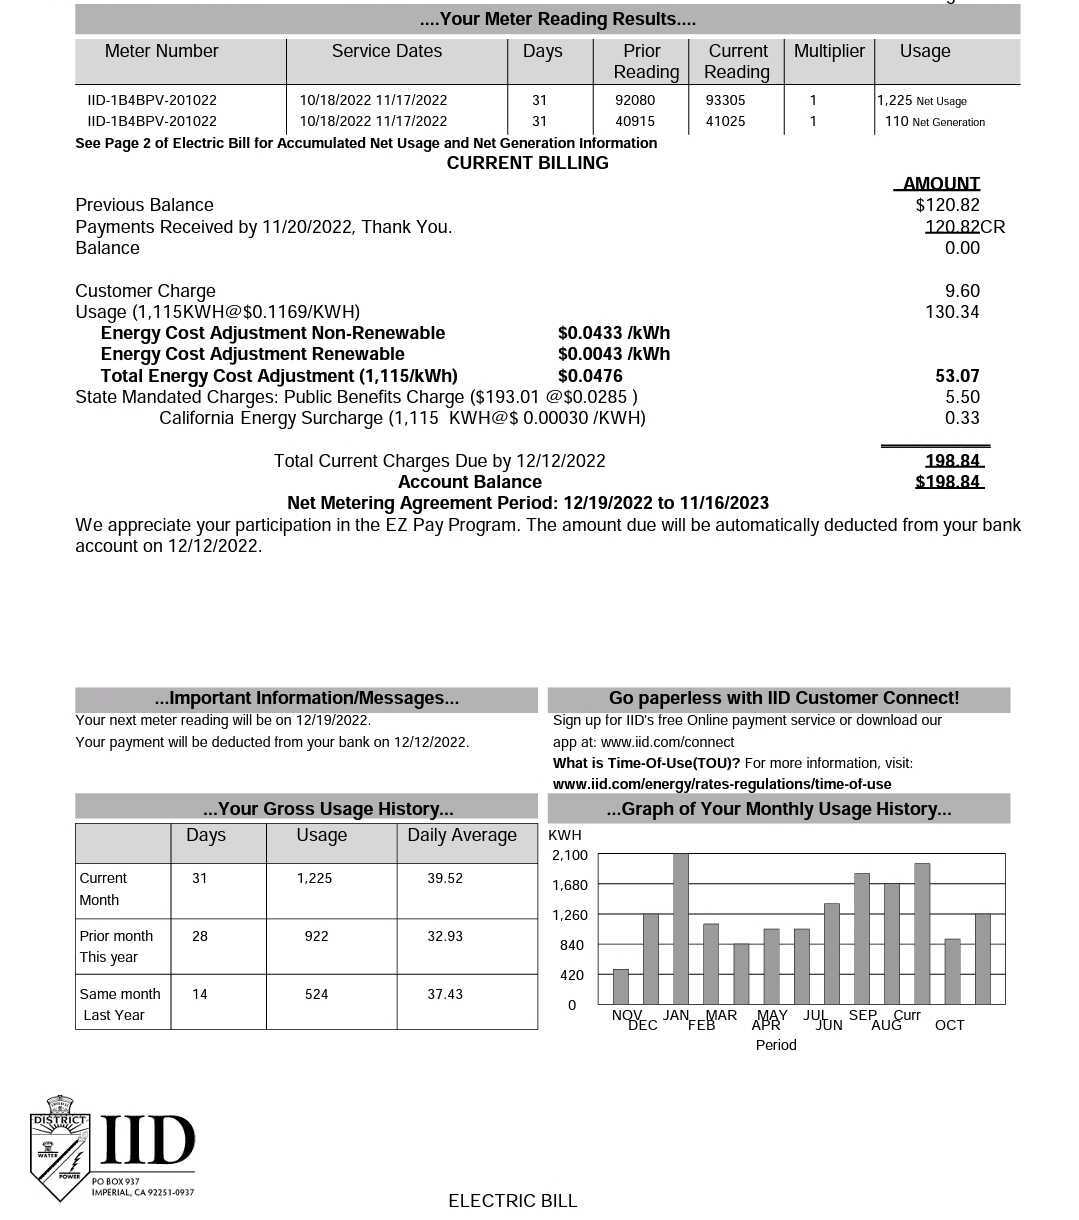 ....Your Meter Reading Results....
Meter Number Service Dates Days Prior Reading Current Reading Multiplier Usage
IID-1B4BPV-201022 10/18/2022 11/17/2022 31 92080 93305 1 1,225 Net Usage
IID-1B4BPV-201022 10/18/2022 11/17/2022 31 40915 41025 1 110 Net Generation
See Page 2 of Electric Bill for Accumulated Net Usage and Net Generation Information
CURRENT BILLING
AMOUNT
Previous Balance $120.82
Payments Received by 11/20/2022, Thank You. 120.82CR
Balance 0.00
Customer Charge 9.60
Usage (1,115KWH@$0.1169/KWH) 130.34
Energy Cost Adjustment Non-Renewable $0.0433 /kWh
Energy Cost Adjustment Renewable $0.0043 /kWh
Total Energy Cost Adjustment (1,115/kWh) $0.0476 53.07
State Mandated Charges: Public Benefits Charge ($193.01 @$0.0285 ) 5.50
California Energy Surcharge (1,115 KWH@$ 0.00030 /KWH) 0.33
Total Current Charges Due by 12/12/2022 198.84
Account Balance $198.84
Net Metering Agreement Period: 12/19/2022 to 11/16/2023
We appreciate your participation in the EZ Pay Program. The amount due will be automatically deducted from your bank
account on 12/12/2022.
...Important Information/Messages...
Your next meter reading will be on 12/19/2022.
Your payment will be deducted from your bank on 12/12/2022.
Go paperless with IID Customer Connect!
Sign up for IID's free Online payment service or download our
app at: www.iid.com/connect
What is Time-Of-Use(TOU)? For more information, visit:
www.iid.com/energy/rates-regulations/time-of-use
...Your Gross Usage History...
Days Usage Daily Average
Current Month 31 1,225 39.52
Prior month This year 28 922 32.93
Same month Last Year 14 524 37.43
...Graph of Your Monthly Usage History...
KWH
2,100
1,680
1,260
840
420
0
NOV DEC JAN FEB MAR APR MAY JUN JUL AUG SEP OCT Curr
Period
DISTRICT
WATER
POWER
IID
PO BOX 937
IMPERIAL, CA 92251-0937
ELECTRIC BILL